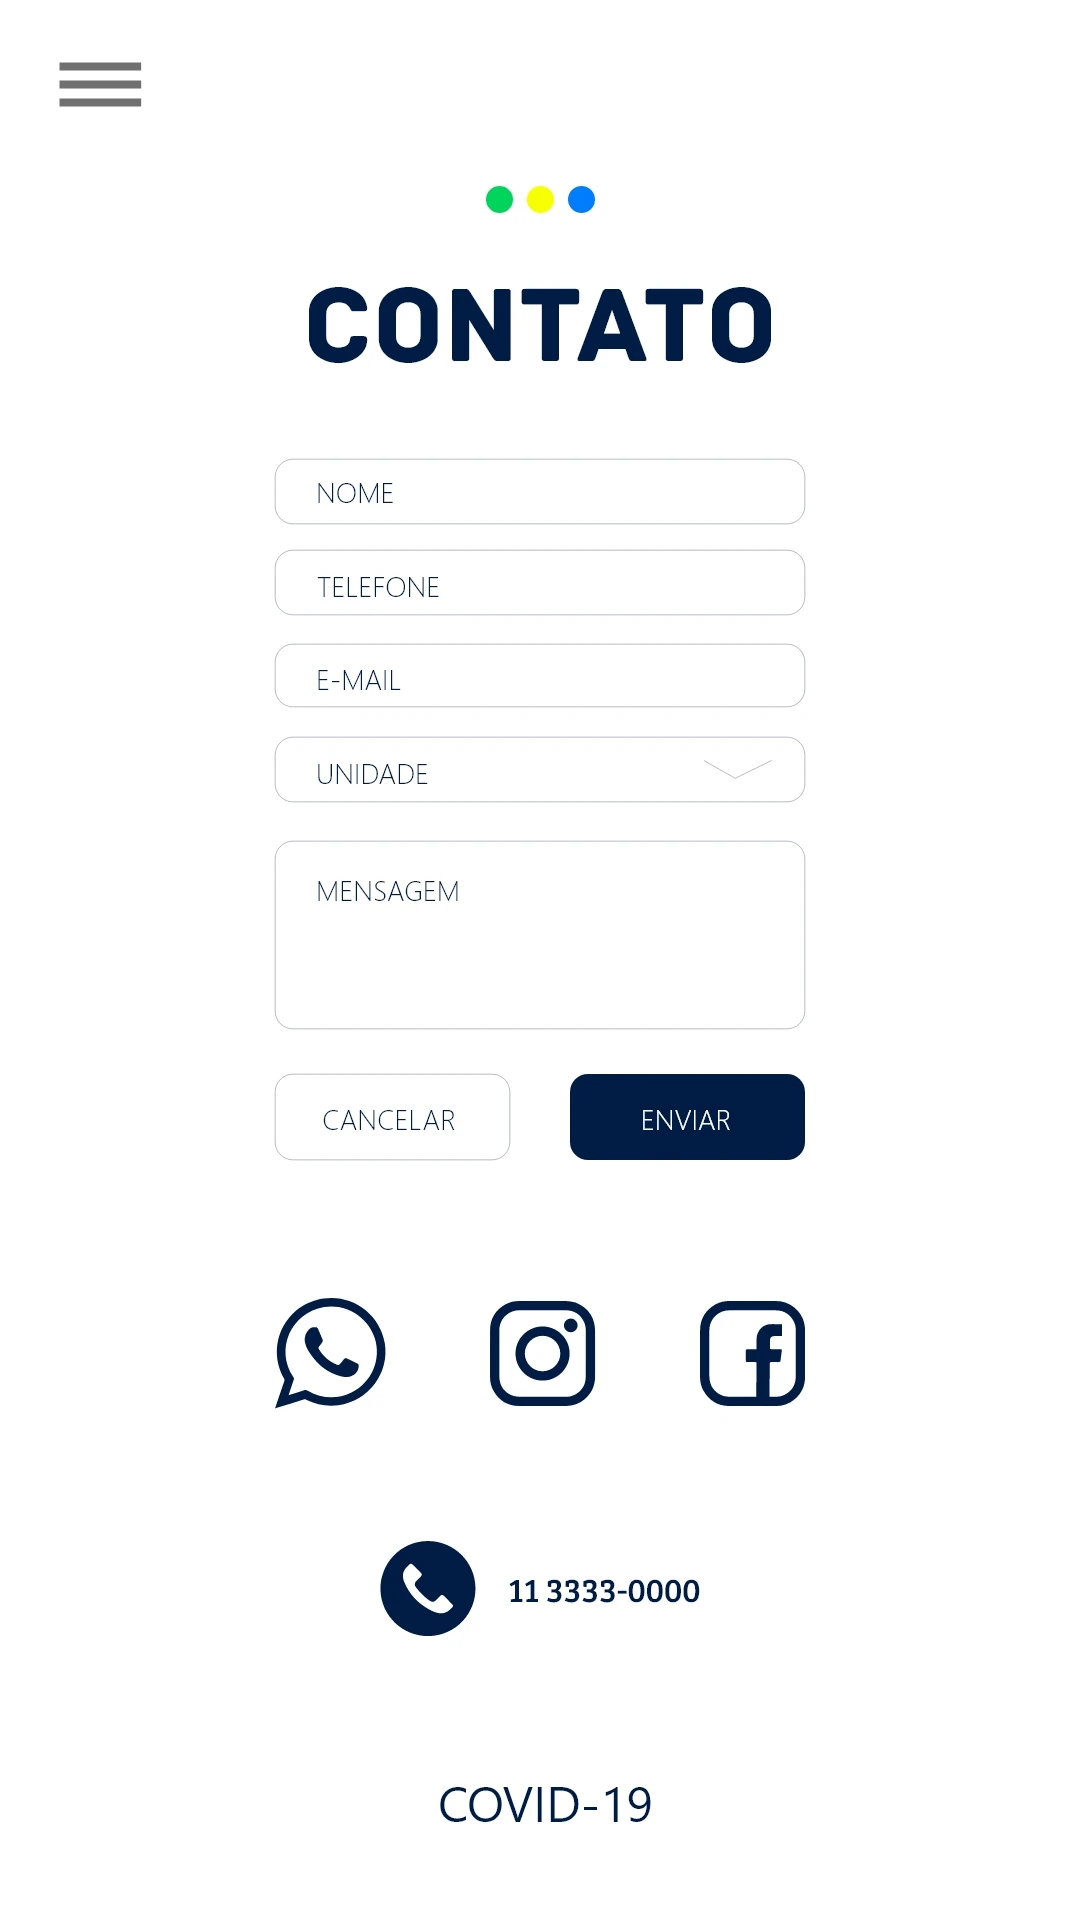 CONTATO
NOME
TELEFONE
E-MAIL
UNIDADE
MENSAGEM
CANCELAR
ENVIAR
11 3333-0000
COVID-19